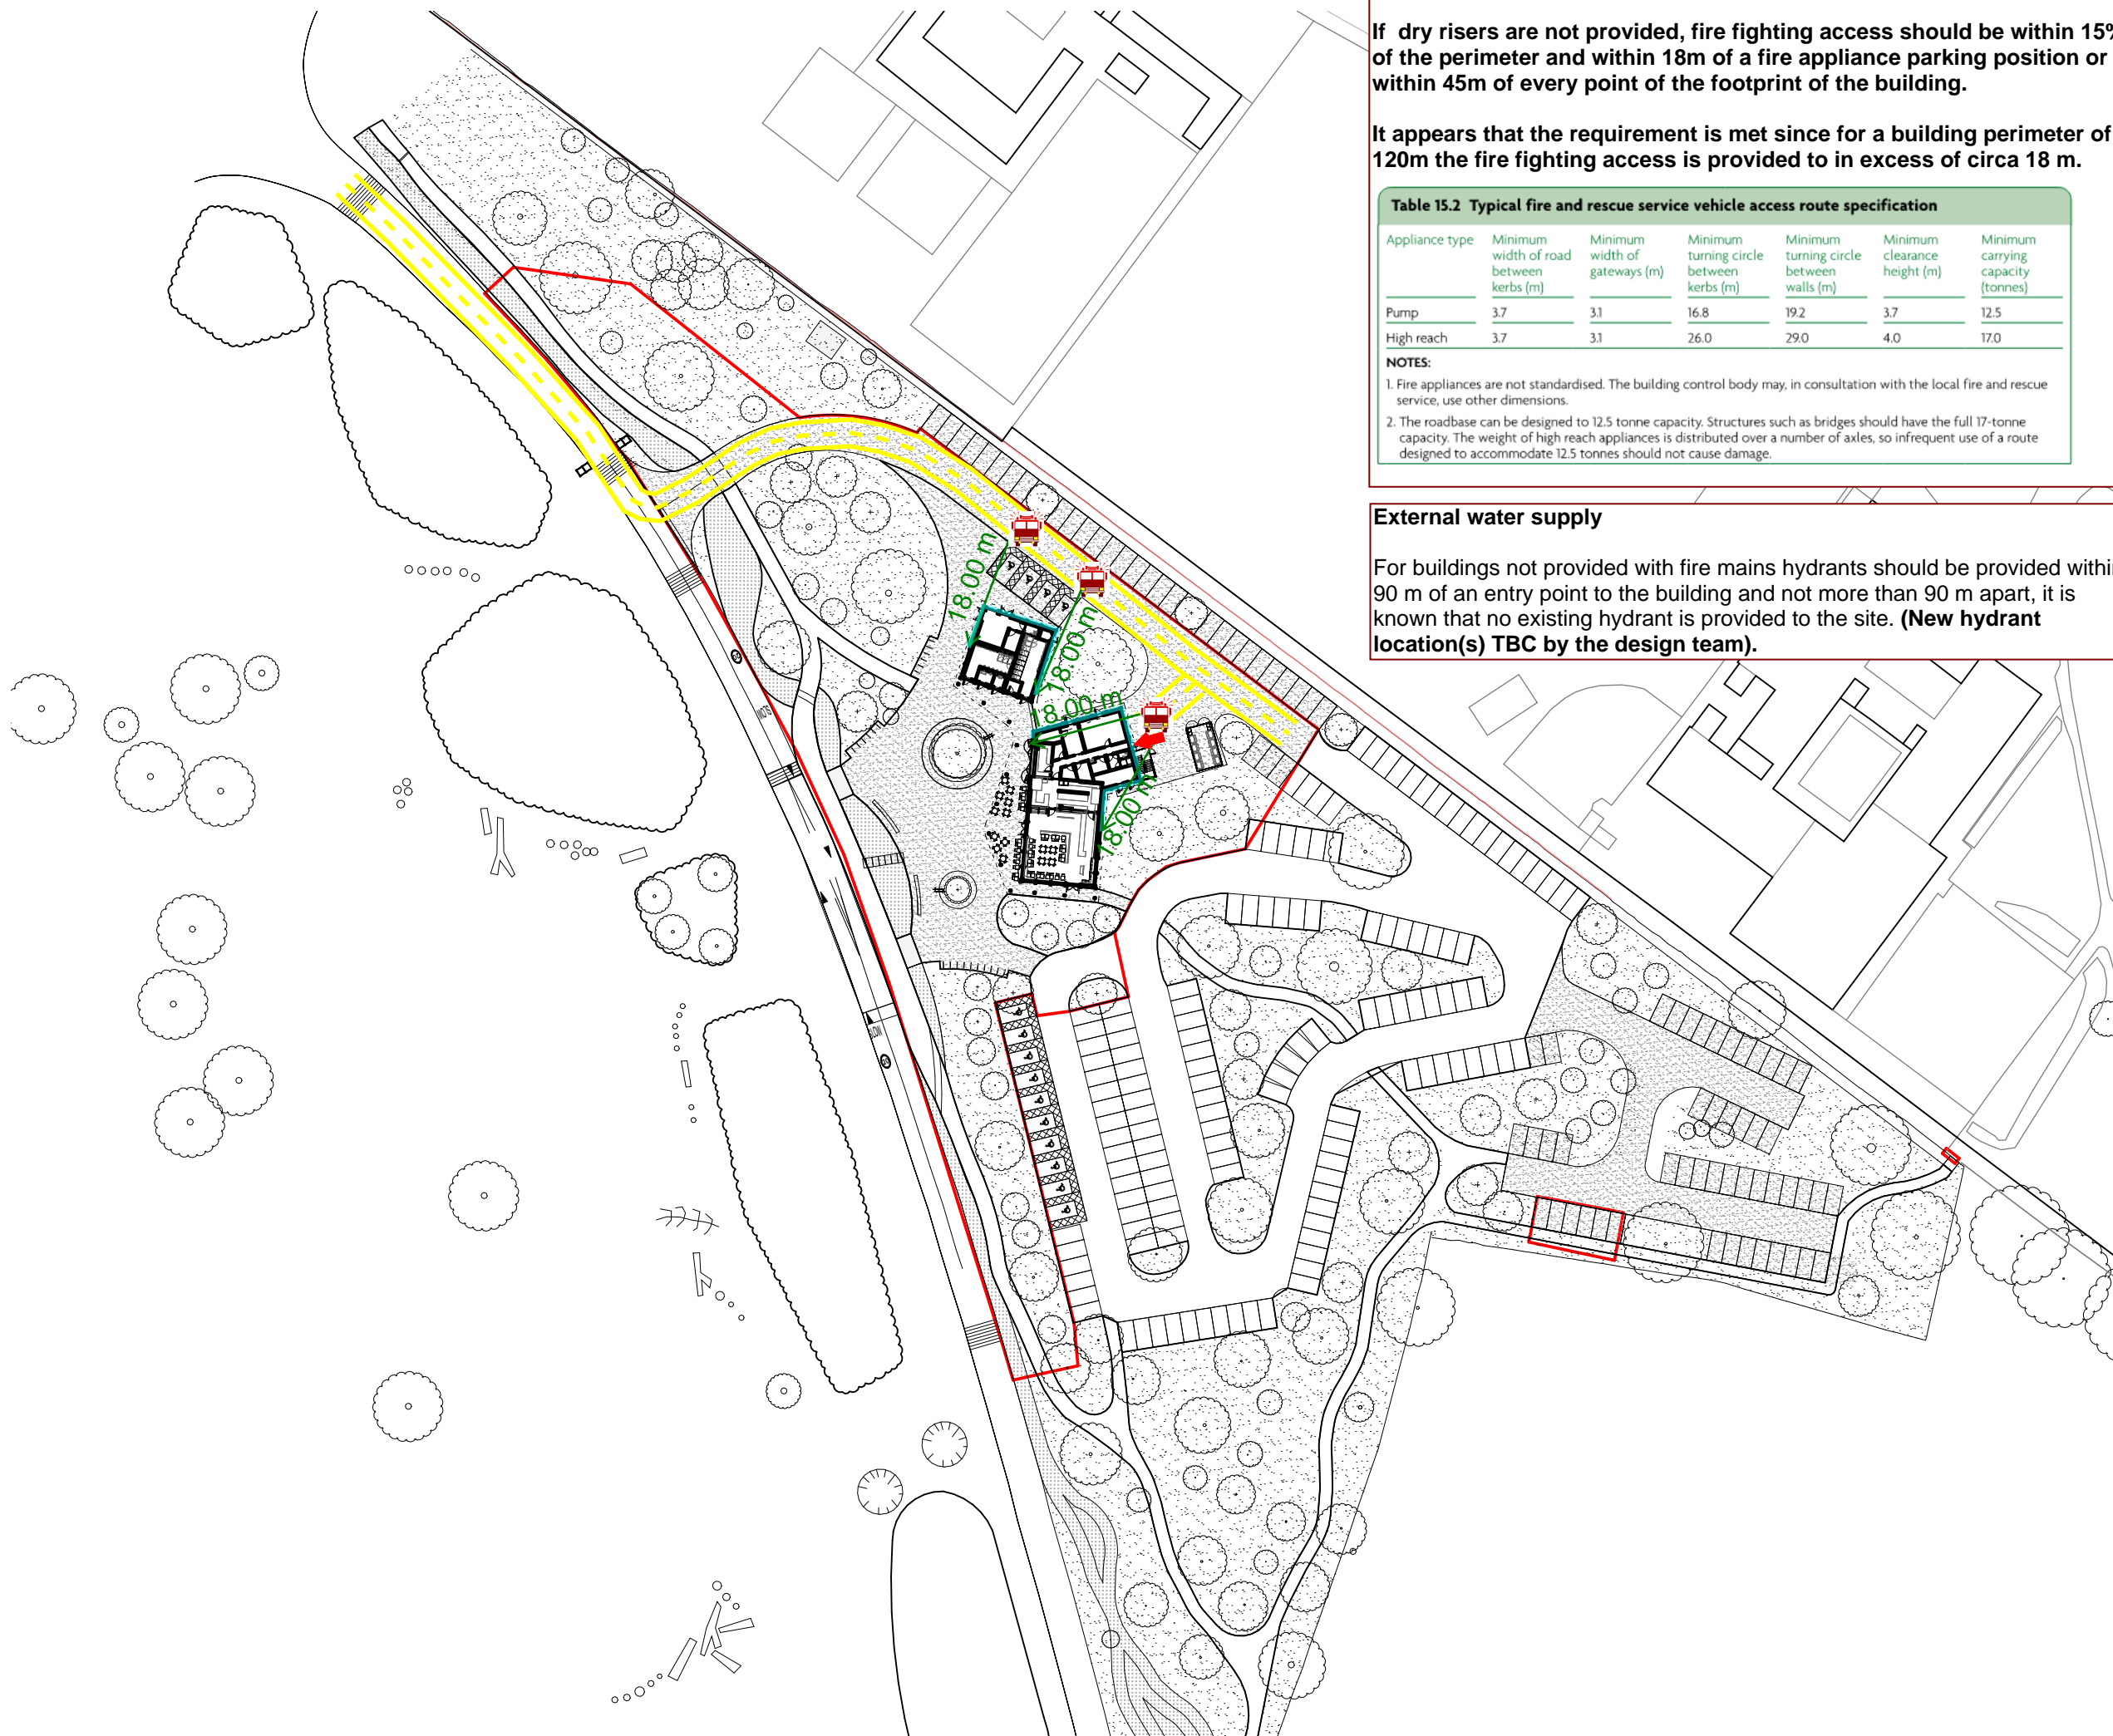 If dry risers are not provided, fire fighting access should be within 15%
of the perimeter and within 18m of a fire appliance parking position or
within 45m of every point of the footprint of the building.
It appears that the requirement is met since for a building perimeter of
120m the fire fighting access is provided to in excess of circa 18 m.
Table 15.2 Typical fire and rescue service vehicle access route specification
Appliance type Minimum width of road between kerbs (m) Minimum width of gateways (m) Minimum turning circle between kerbs (m) Minimum turning circle between walls (m) Minimum clearance height (m) Minimum carrying capacity (tonnes)
Pump 3.7 3.1 16.8 19.2 3.7 12.5
High reach 3.7 3.1 26.0 29.0 4.0 17.0
NOTES:
1. Fire appliances are not standardised. The building control body may, in consultation with the local fire and rescue
service, use other dimensions.
2. The roadbase can be designed to 12.5 tonne capacity. Structures such as bridges should have the full 17-tonne
capacity. The weight of high reach appliances is distributed over a number of axles, so infrequent use of a route
designed to accommodate 12.5 tonnes should not cause damage.
External water supply
For buildings not provided with fire mains hydrants should be provided within
90 m of an entry point to the building and not more than 90 m apart, it is
known that no existing hydrant is provided to the site. (New hydrant
location(s) TBC by the design team).
18.00 m
18.00 m
18.00 m
18.00 m
SLOW
SLOW